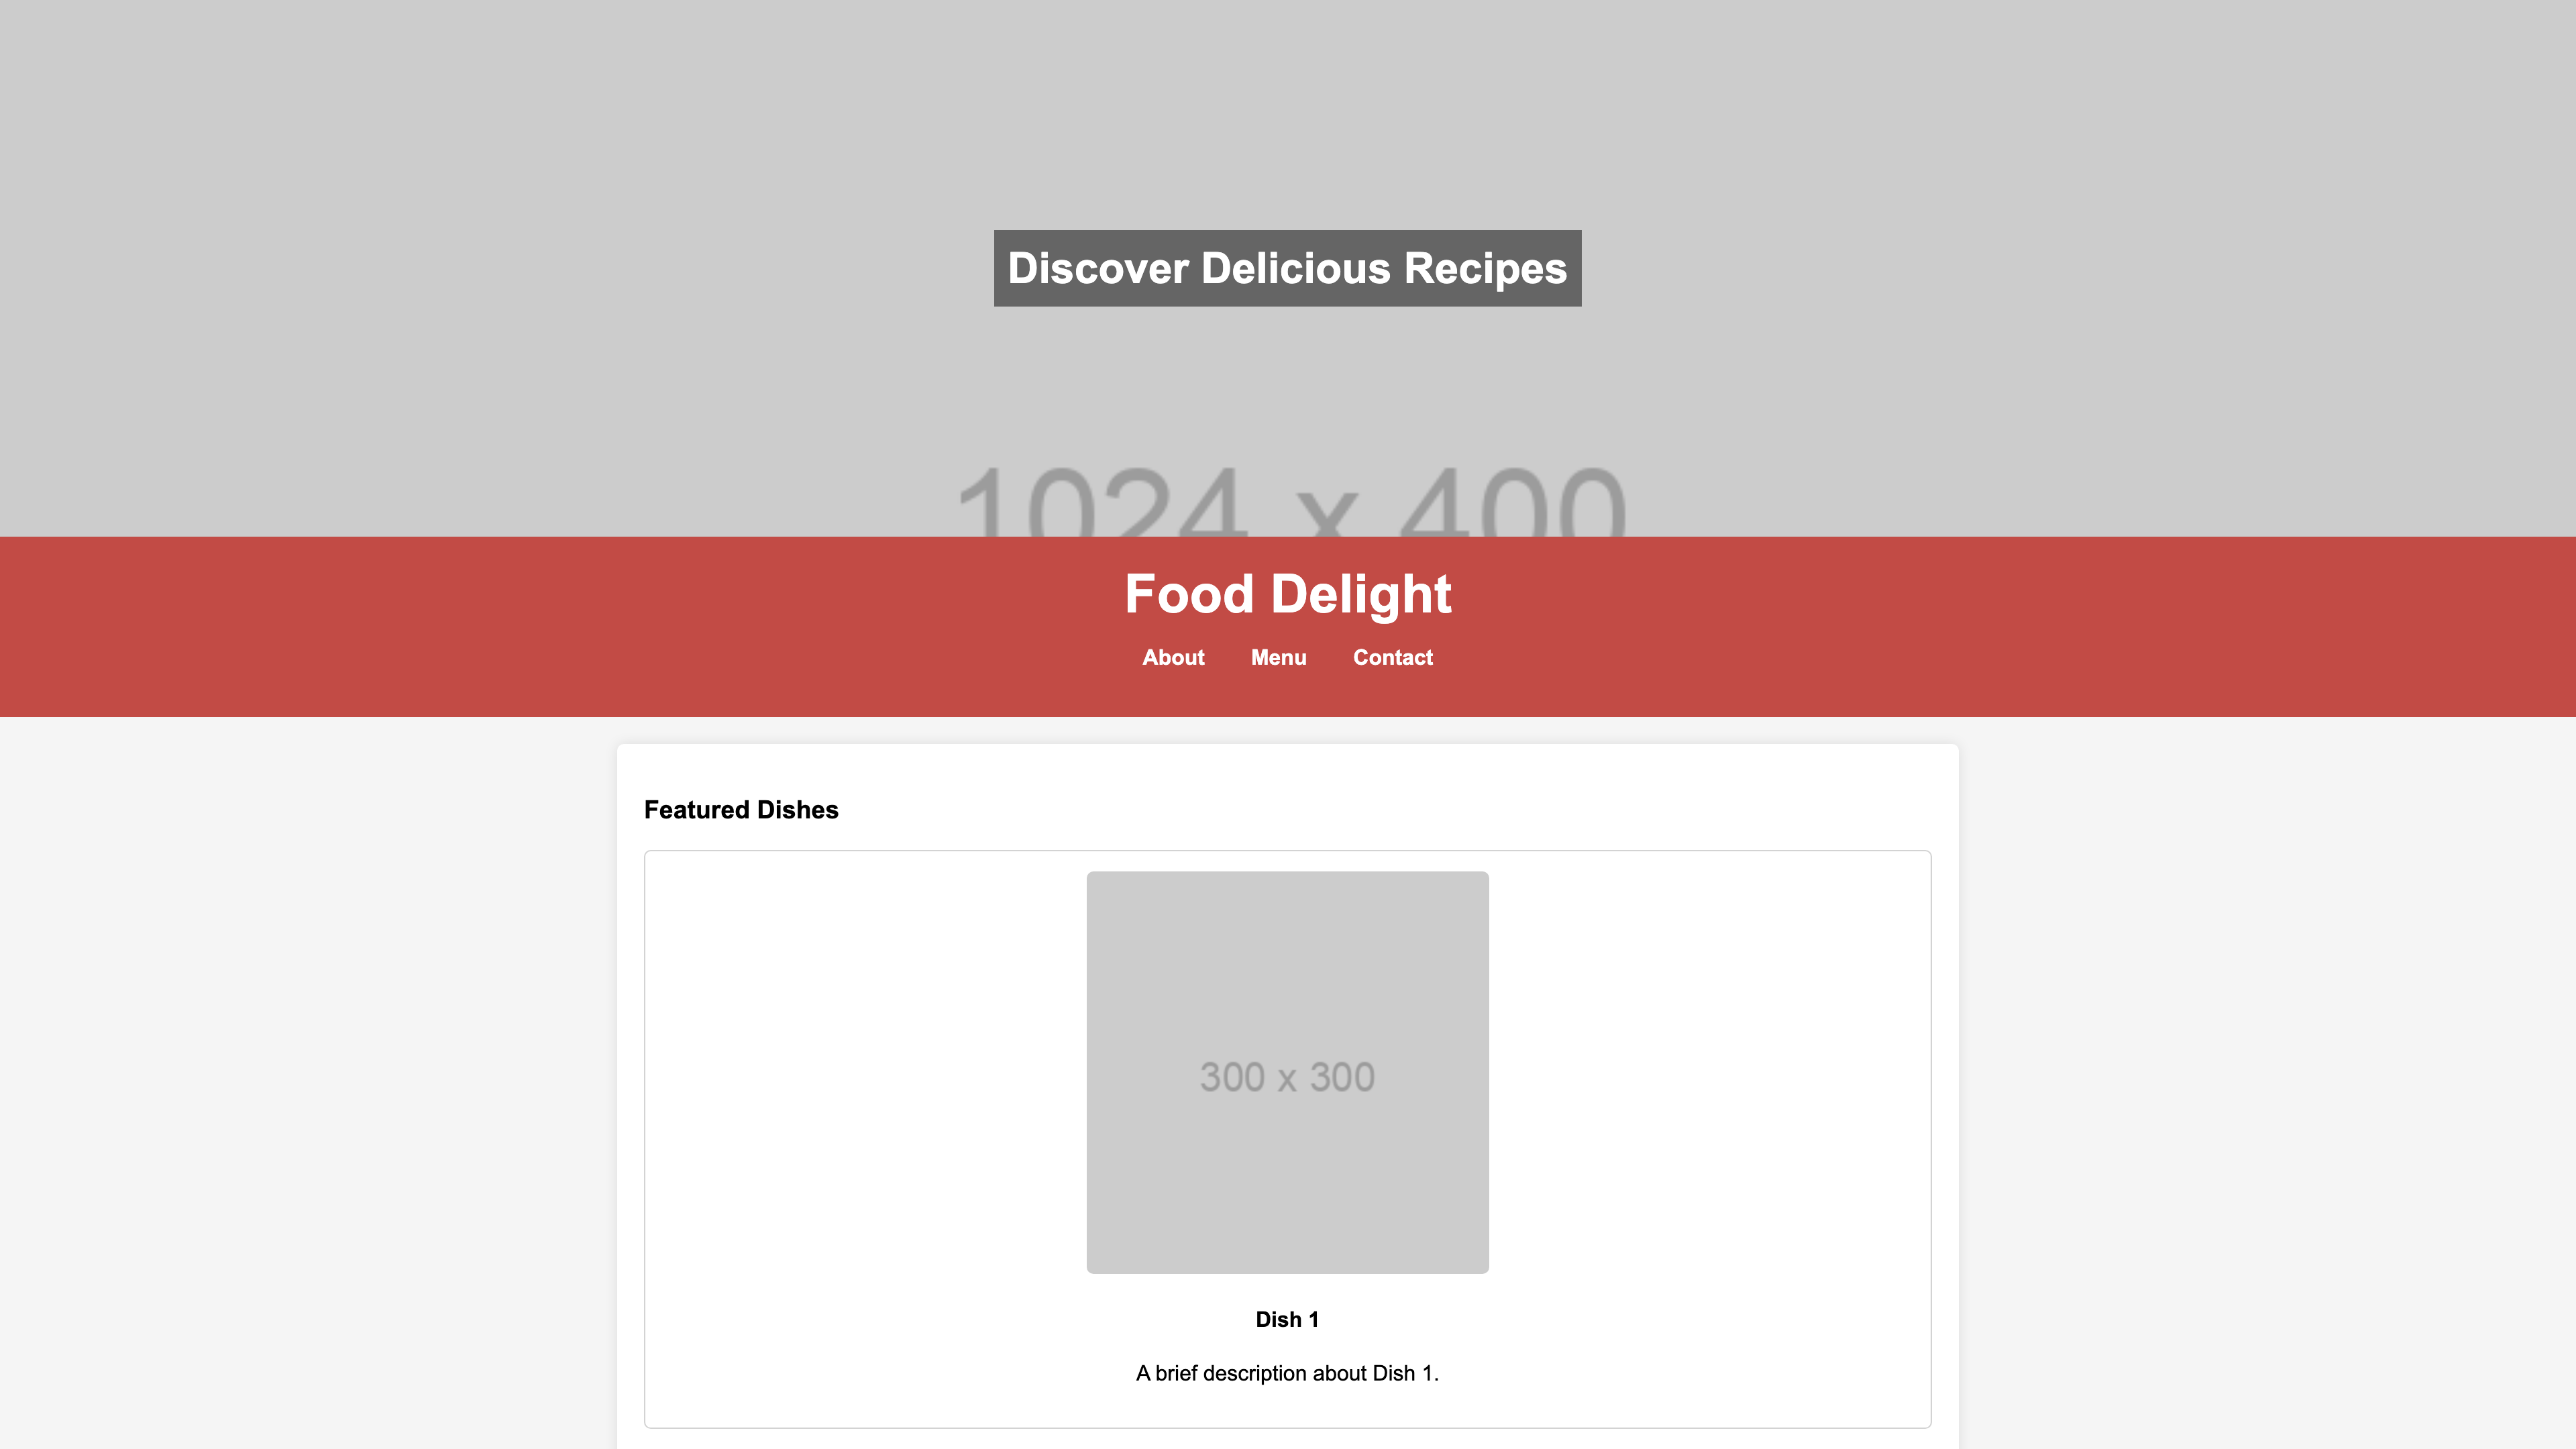 Discover Delicious Recipes
1024 x 400
Food Delight
About Menu Contact
Featured Dishes
300 x 300
Dish 1
A brief description about Dish 1.